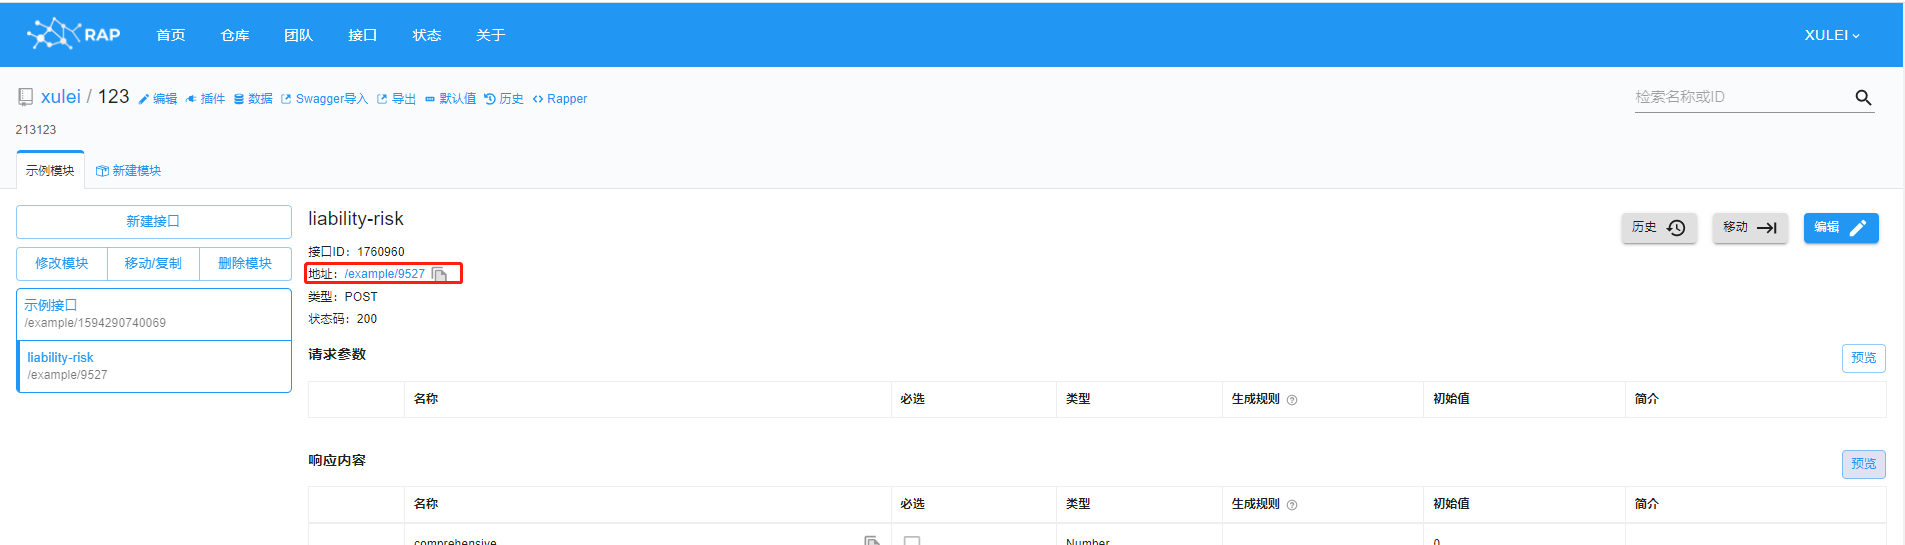 RAP 首页 仓库 团队 接口 状态 关于 XULEI
xulei / 123 编辑 插件 数据 Swagger导入 导出 默认值 历史 Rapper 检索名称或ID
213123
示例模块 新建模块
新建接口
修改模块 移动/复制 删除模块
示例接口
/example/1594290740069
liability-risk
/example/9527
liability-risk 历史 移动 编辑
接口ID：1760960
地址：/example/9527
类型：POST
状态码：200
请求参数 预览
名称 必选 类型 生成规则 初始值 简介
响应内容 预览
名称 必选 类型 生成规则 初始值 简介
comprehensive Number 0